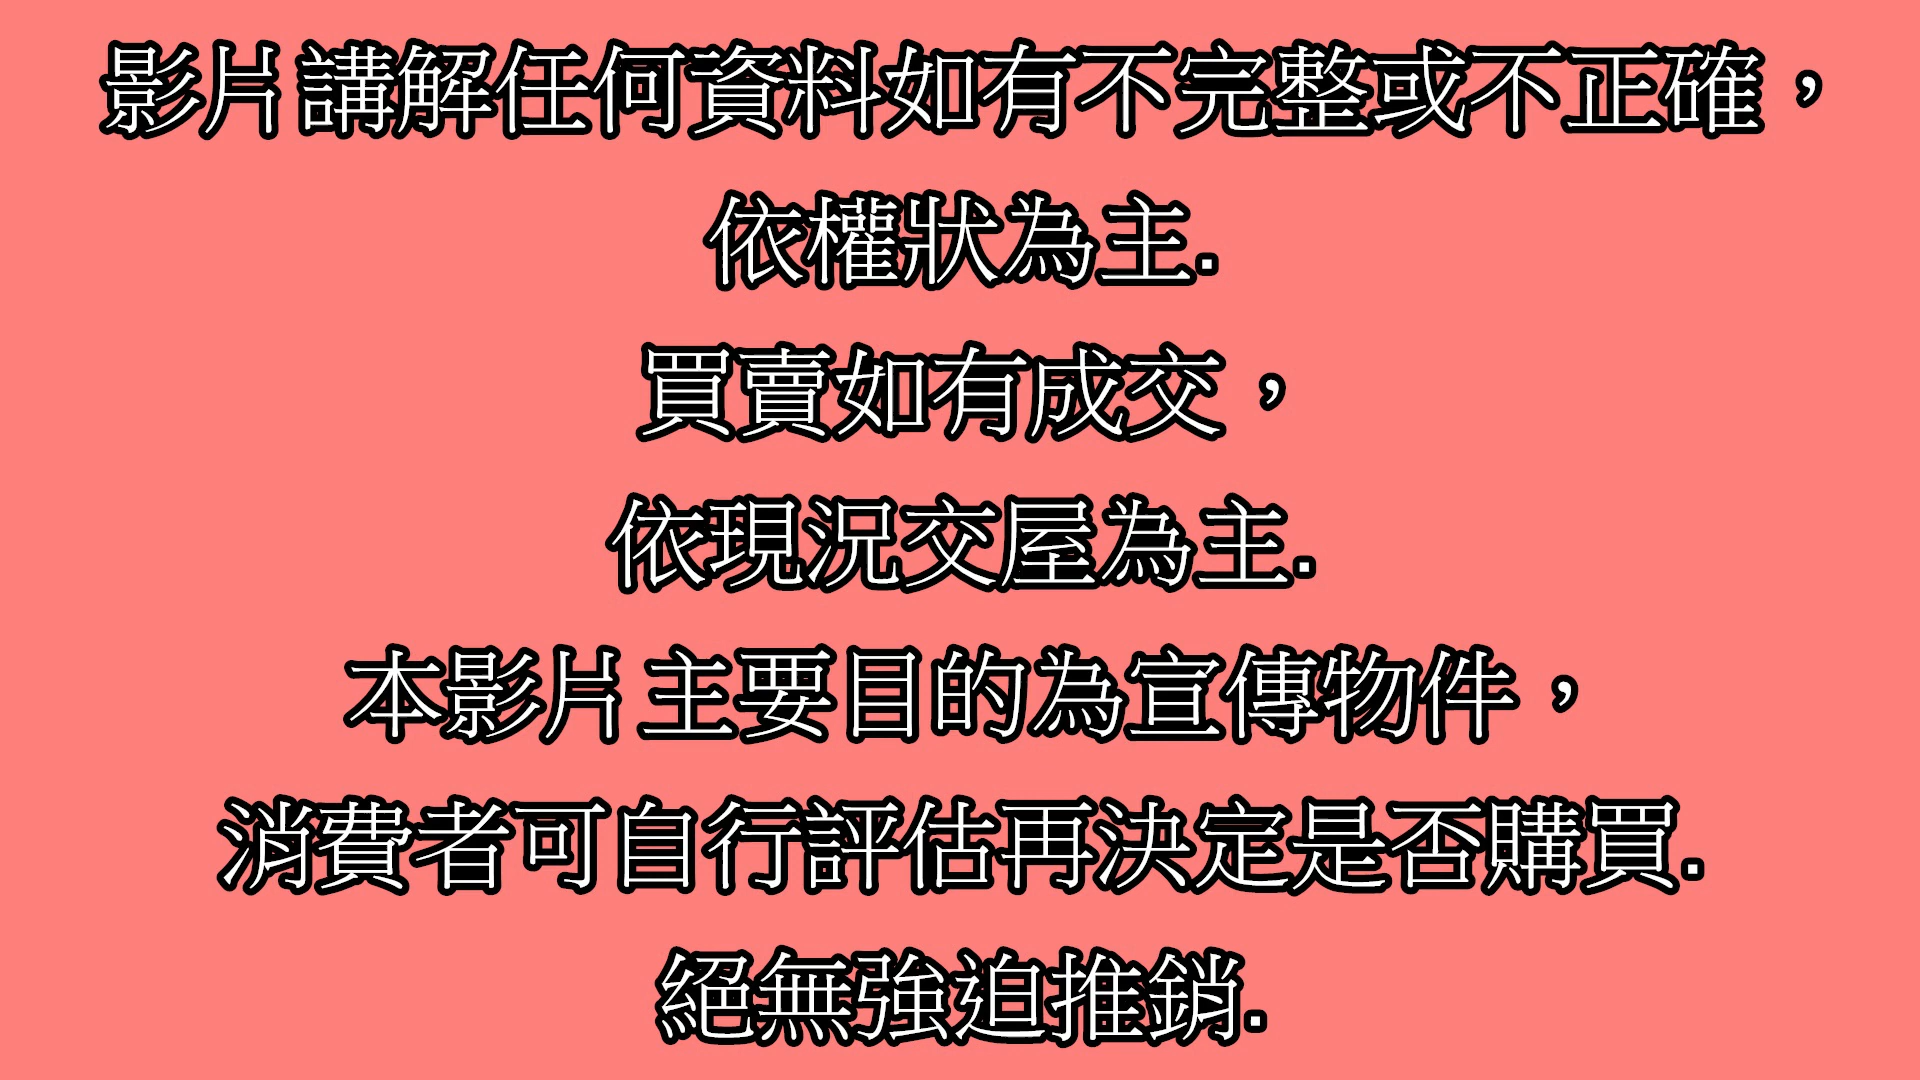 影片講解任何資料如有不完整或不正確，
依權狀為主.
買賣如有成交，
依現況交屋為主.
本影片主要目的為宣傳物件，
消費者可自行評估再決定是否購買.
絕無強迫推銷.